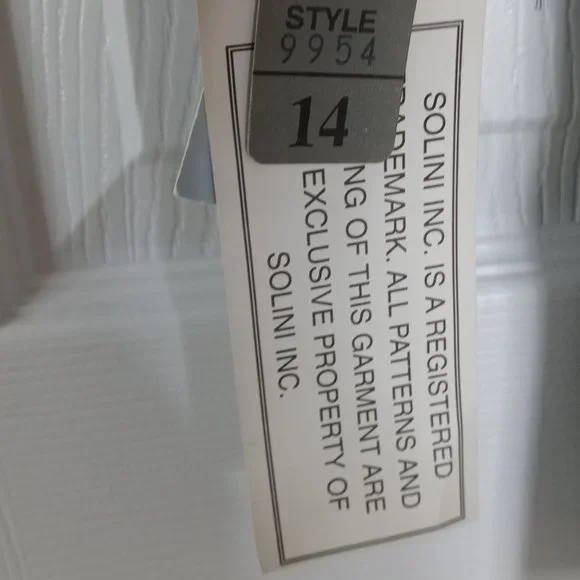 STYLE
9954
14
SOLINI INC. IS A REGISTERED
ADEMARK. ALL PATTERNS AND
NG OF THIS GARMENT ARE
EXCLUSIVE PROPERTY OF
SOLINI INC.